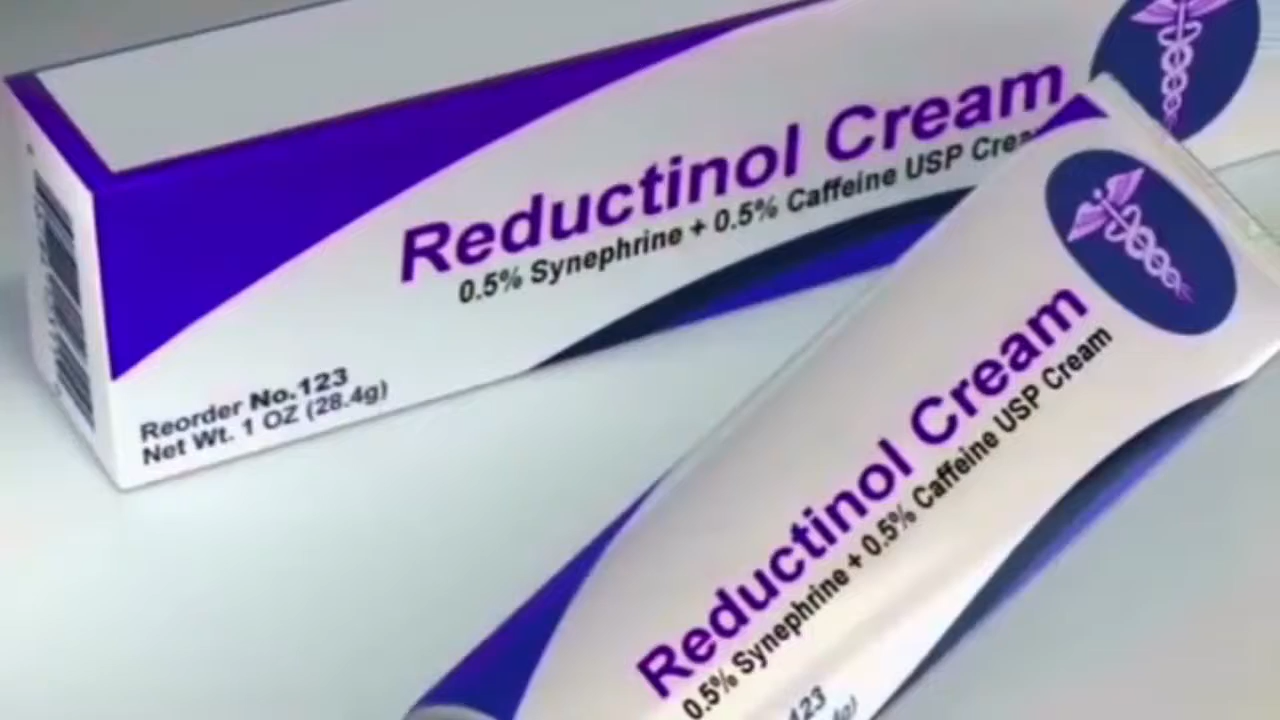 Reductinol Cream
0.5% Synephrine + 0.5% Caffeine USP
Reorder No.123
Net Wt. 1 OZ (28.4g)
Reductinol Cream
0.5% Synephrine + 0.5% Caffeine USP Cream
123